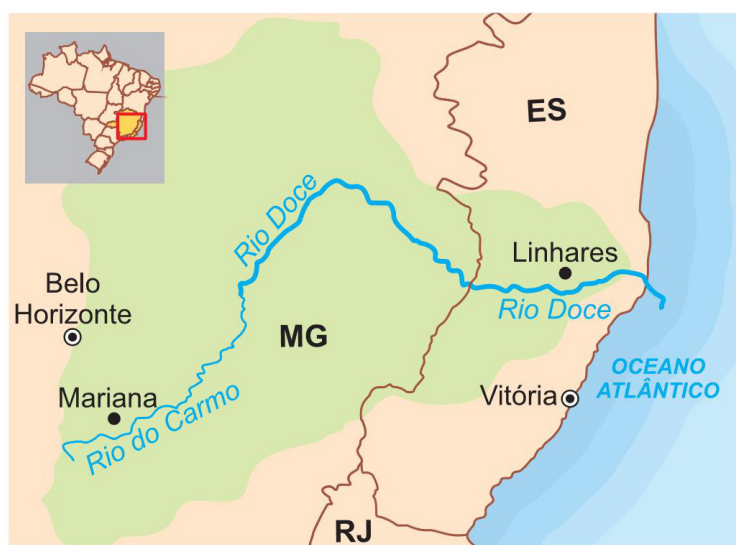 ES
Rio Doce
Linhares
Belo
Horizonte
Rio Doce
MG
OCEANO
ATLÂNTICO
Mariana
Vitória
Rio do Carmo
RJ